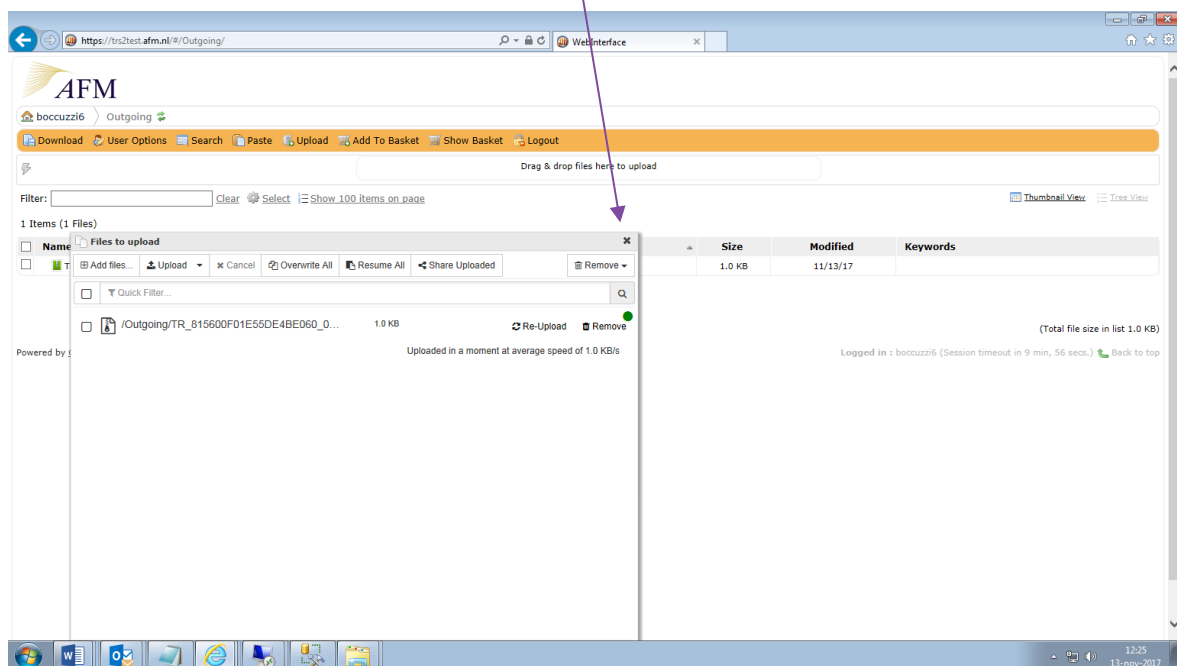 https://trs2test.afm.nl/#/Outgoing/
WebInterface
AFM
boccuzzi6 Outgoing
Download User Options Search Paste Upload Add To Basket Show Basket Logout
Drag & drop files here to upload
Filter: Clear Select Show 100 items on page Thumbnail View Tree View
1 Items (1 Files)
Name Size Modified Keywords
T 1.0 KB 11/13/17
Files to upload
Add files... Upload Cancel Overwrite All Resume All Share Uploaded Remove
Quick Filter...
/Outgoing/TR_815600F01E55DE4BE060_0... 1.0 KB Re-Upload Remove
Uploaded in a moment at average speed of 1.0 KB/s
(Total file size in list 1.0 KB)
Powered by
Logged in : boccuzzi6 (Session timeout in 9 min, 56 secs.) Back to top
12:25
13-nov-2017